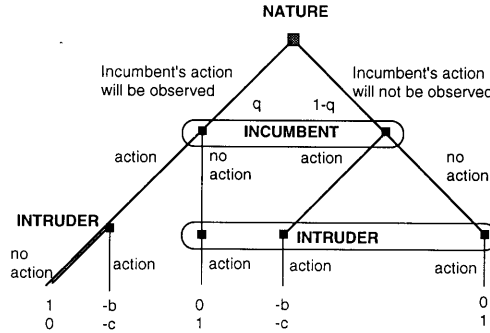 NATURE
Incumbent's action
will be observed
Incumbent's action
will not be observed
q
1-q
INCUMBENT
action
no
action
action
no
action
INTRUDER
INTRUDER
no
action
action
action
action
action
1 -b 0 -b 0
0 -c 1 -c 1